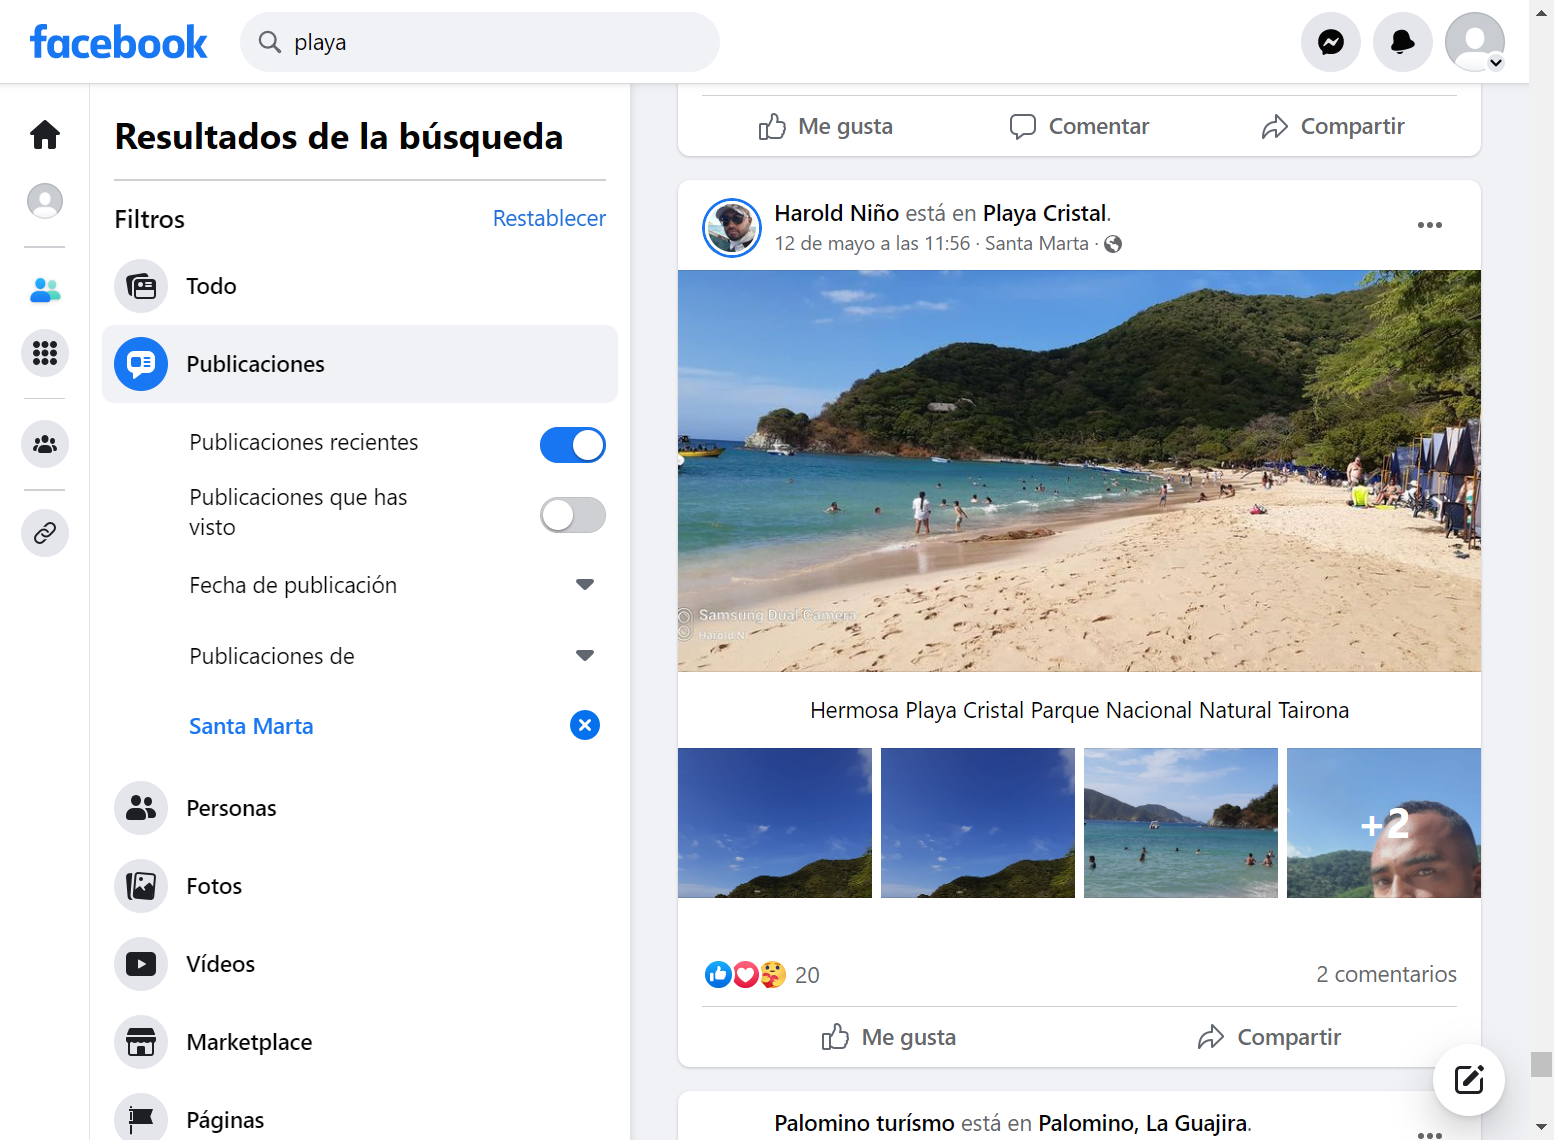 facebook
playa
Resultados de la búsqueda
Filtros
Restablecer
Todo
Publicaciones
Publicaciones recientes
Publicaciones que has
visto
Fecha de publicación
Publicaciones de
Santa Marta
Personas
Fotos
Vídeos
Marketplace
Páginas
Me gusta
Comentar
Compartir
Harold Niño está en Playa Cristal.
12 de mayo a las 11:56 · Santa Marta ·
Samsung Dual Camera
Harold N
Hermosa Playa Cristal Parque Nacional Natural Tairona
+2
20
2 comentarios
Me gusta
Compartir
Palomino turísmo está en Palomino, La Guajira.